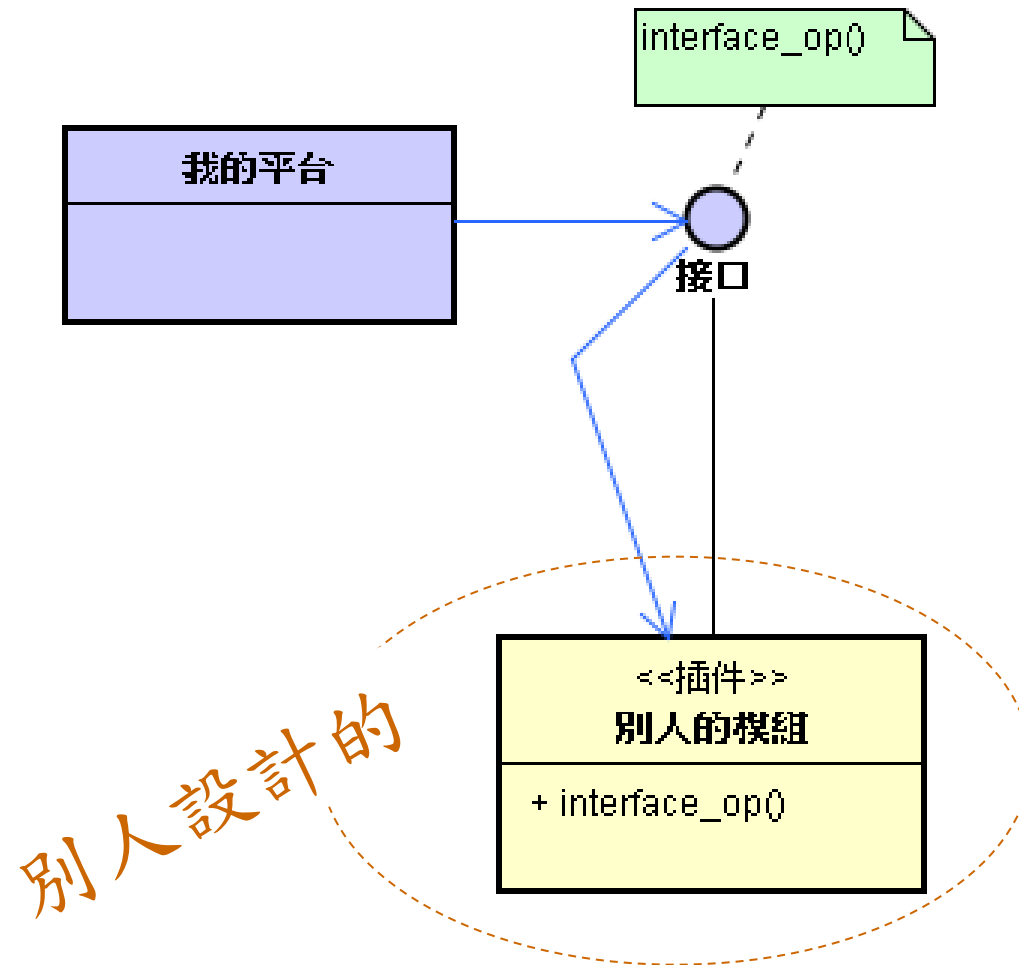 interface_op()
我的平台
接口
<<插件>>
別人的模組
+ interface_op()
別人設計的